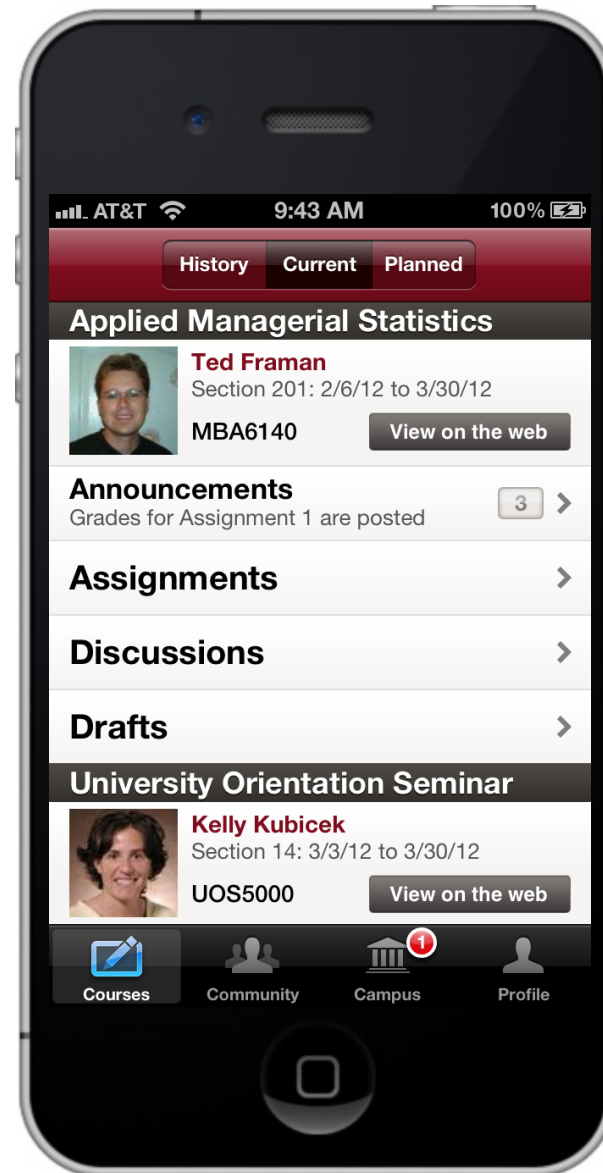 AT&T 9:43 AM 100%
History Current Planned
Applied Managerial Statistics
Ted Framan
Section 201: 2/6/12 to 3/30/12
MBA6140 View on the web
Announcements
3
Grades for Assignment 1 are posted
Assignments
Discussions
Drafts
University Orientation Seminar
Kelly Kubicek
Section 14: 3/3/12 to 3/30/12
UOS5000 View on the web
1
Courses Community Campus Profile